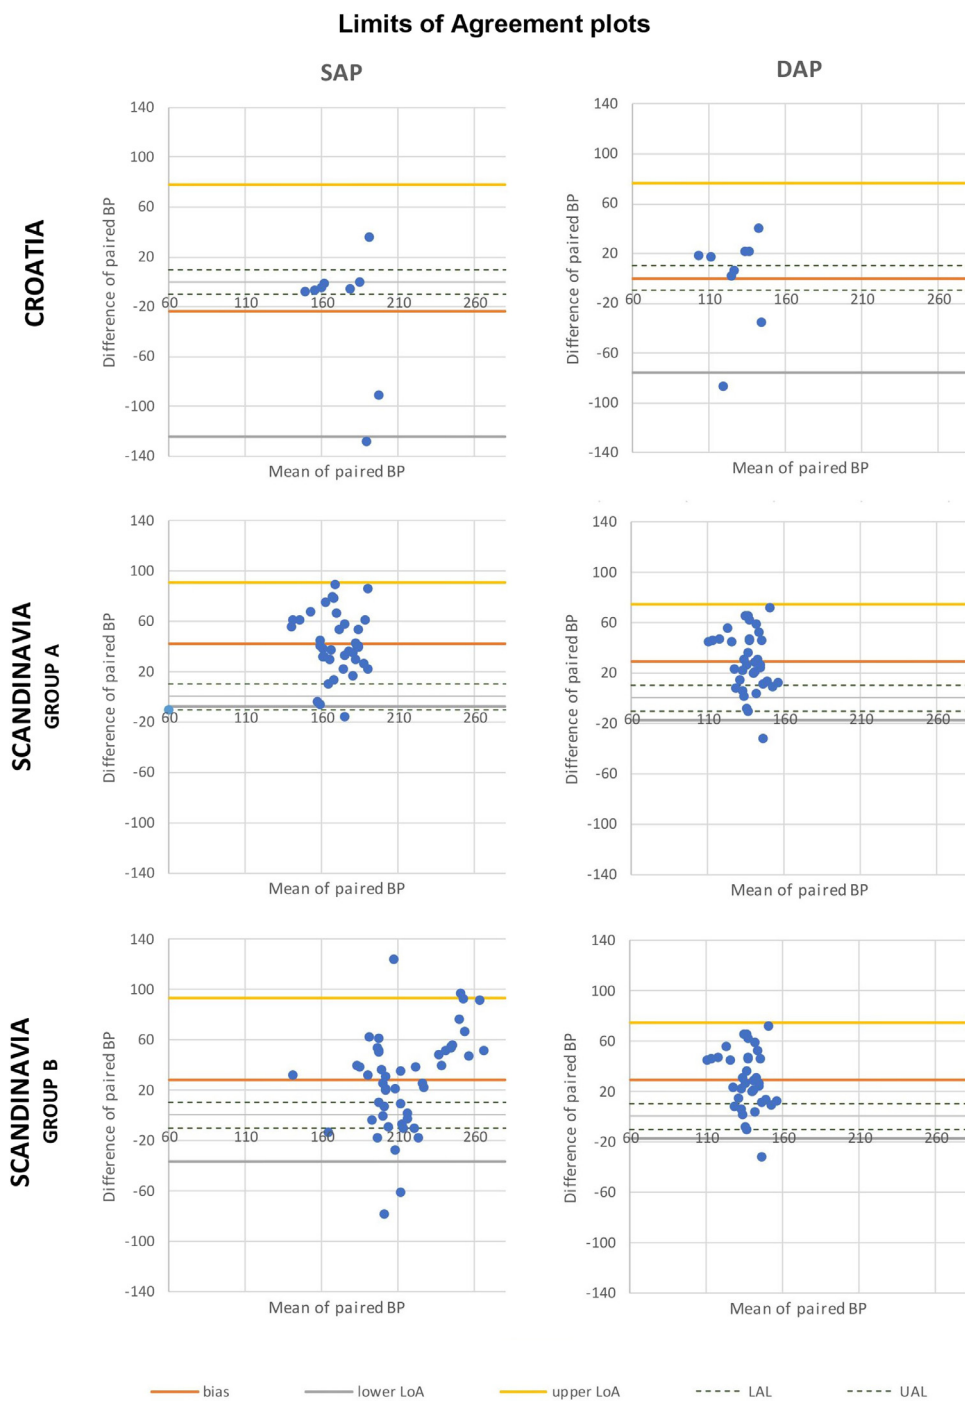 Limits of Agreement plots
SAP
DAP
CROATIA
140
100
60
20
-20
-60
-100
-140
60 110 160 210 260
Difference of paired BP
Mean of paired BP
140
100
60
20
-20
-60
-100
-140
60 110 160 210 260
Difference of paired BP
Mean of paired BP
SCANDINAVIA
GROUP A
140
100
60
20
-20
-60
-100
-140
60 110 160 210 260
Difference of paired BP
Mean of paired BP
140
100
60
20
-20
-60
-100
-140
60 110 160 210 260
Difference of paired BP
Mean of paired BP
SCANDINAVIA
GROUP B
140
100
60
20
-20
-60
-100
-140
60 110 160 210 260
Difference of paired BP
Mean of paired BP
140
100
60
20
-20
-60
-100
-140
60 110 160 210 260
Difference of paired BP
Mean of paired BP
bias lower LoA upper LoA LAL UAL